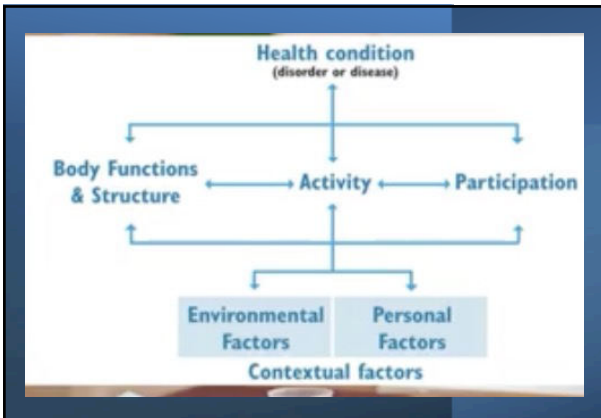 Health condition
(disorder or disease)
Body Functions
& Structure
Activity
Participation
Environmental
Factors
Personal
Factors
Contextual factors